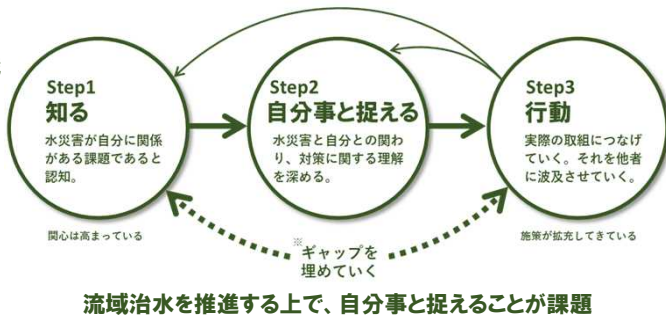 Step1
知る
水災害が自分に関係
がある課題であると
認知。
関心は高まっている
Step2
自分事と捉える
水災害と自分との関わ
り、対策に関する理解
を深める。
Step3
行動
実際の取組につなげ
ていく。それを他者
に波及させていく。
施策が拡充してきている
※ギャップを
埋めていく
流域治水を推進する上で、自分事と捉えることが課題